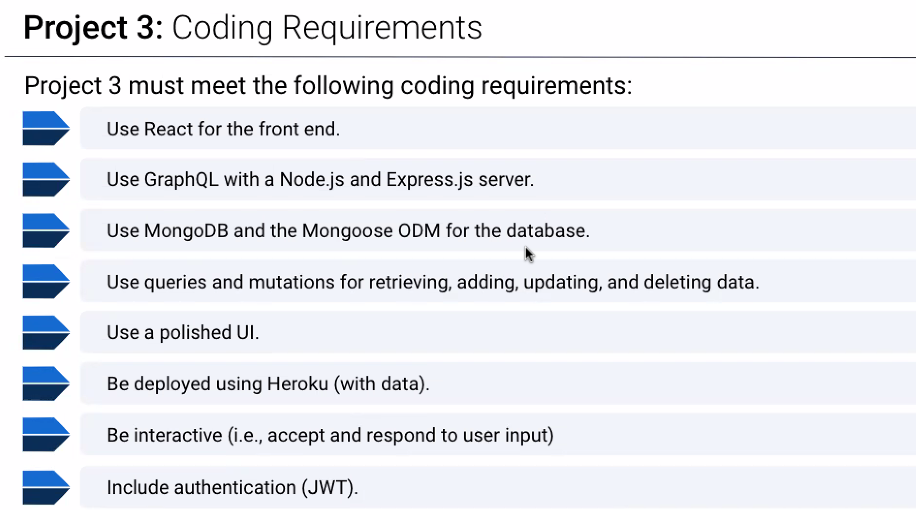 Project 3: Coding Requirements
Project 3 must meet the following coding requirements:
Use React for the front end.
Use GraphQL with a Node.js and Express.js server.
Use MongoDB and the Mongoose ODM for the database.
Use queries and mutations for retrieving, adding, updating, and deleting data.
Use a polished UI.
Be deployed using Heroku (with data).
Be interactive (i.e., accept and respond to user input)
Include authentication (JWT).